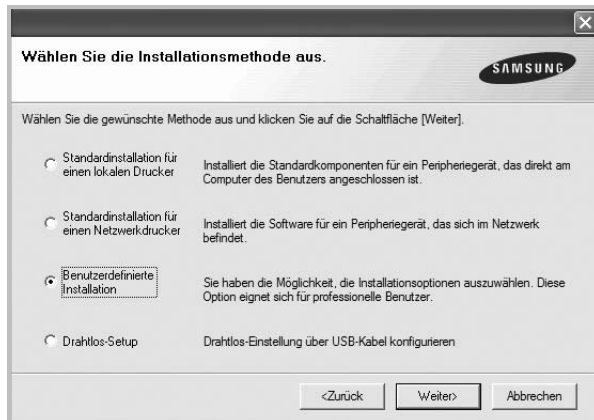 Wählen Sie die Installationsmethode aus.
SAMSUNG
Wählen Sie die gewünschte Methode aus und klicken Sie auf die Schaltfläche [Weiter].
Standardinstallation für
einen lokalen Drucker
Installiert die Standardkomponenten für ein Peripheriegerät, das direkt am
Computer des Benutzers angeschlossen ist.
Standardinstallation für
einen Netzwerkdrucker
Installiert die Software für ein Peripheriegerät, das sich im Netzwerk
befindet.
Benutzerdefinierte
Installation
Sie haben die Möglichkeit, die Installationsoptionen auszuwählen. Diese
Option eignet sich für professionelle Benutzer.
Drahtlos-Setup
Drahtlos-Einstellung über USB-Kabel konfigurieren
<Zurück
Weiter>
Abbrechen